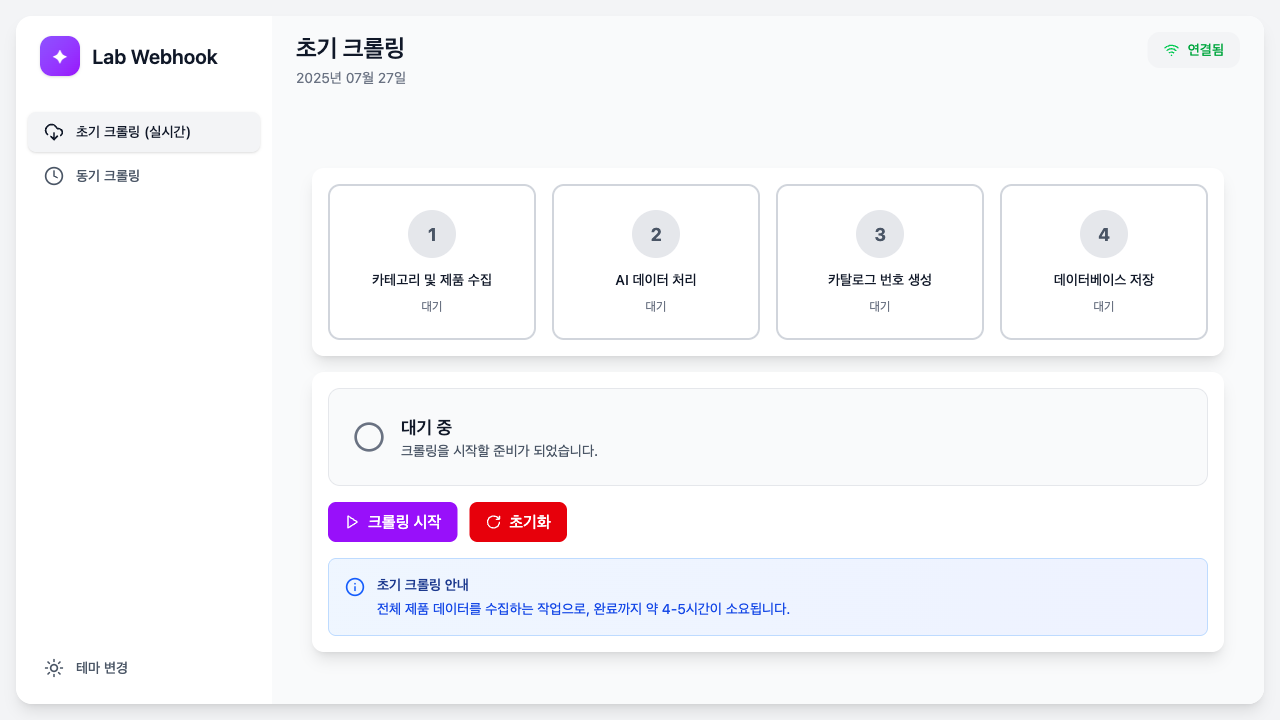 Lab Webhook
초기 크롤링 (실시간)
동기 크롤링
테마 변경
초기 크롤링
2025년 07월 27일
연결됨
1
카테고리 및 제품 수집
대기
2
AI 데이터 처리
대기
3
카탈로그 번호 생성
대기
4
데이터베이스 저장
대기
대기 중
크롤링을 시작할 준비가 되었습니다.
크롤링 시작
초기화
초기 크롤링 안내
전체 제품 데이터를 수집하는 작업으로, 완료까지 약 4-5시간이 소요됩니다.